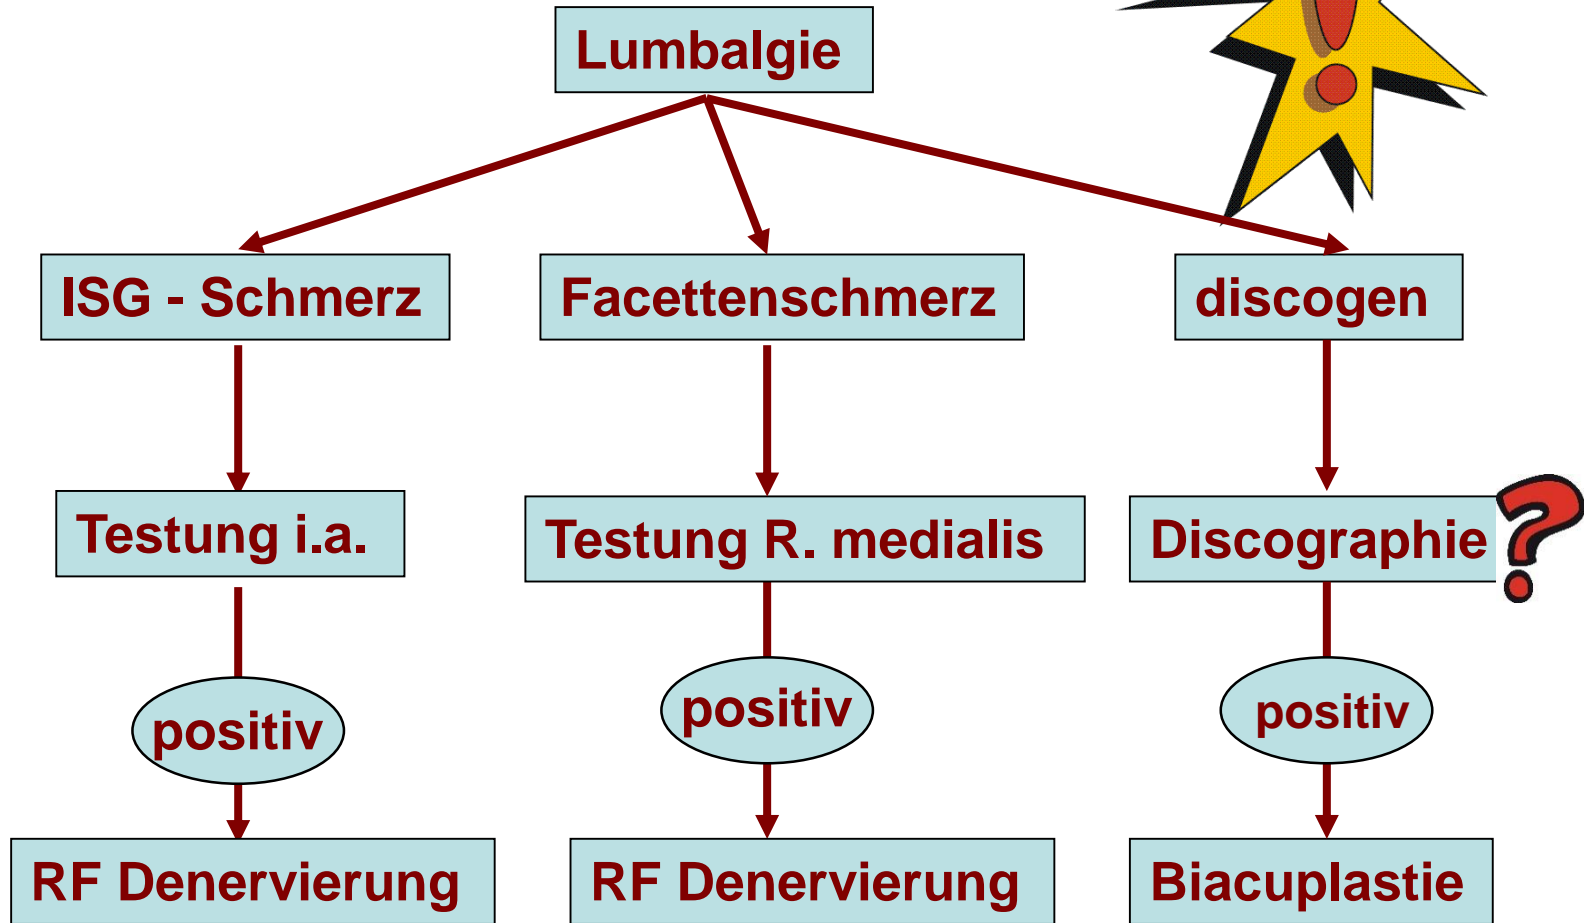 Lumbalgie
ISG - Schmerz
Facettenschmerz
discogen
Testung i.a.
Testung R. medialis
Discographie
?
positiv
positiv
positiv
RF Denervierung
RF Denervierung
Biacuplastie